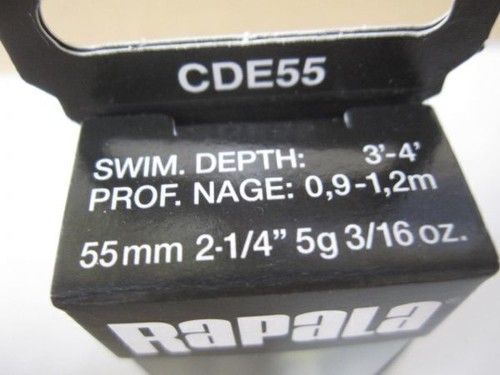 CDE55
SWIM. DEPTH: 3'-4'
PROF. NAGE: 0,9-1,2m
55mm 2-1/4" 5g 3/16 oz.
RAPALA